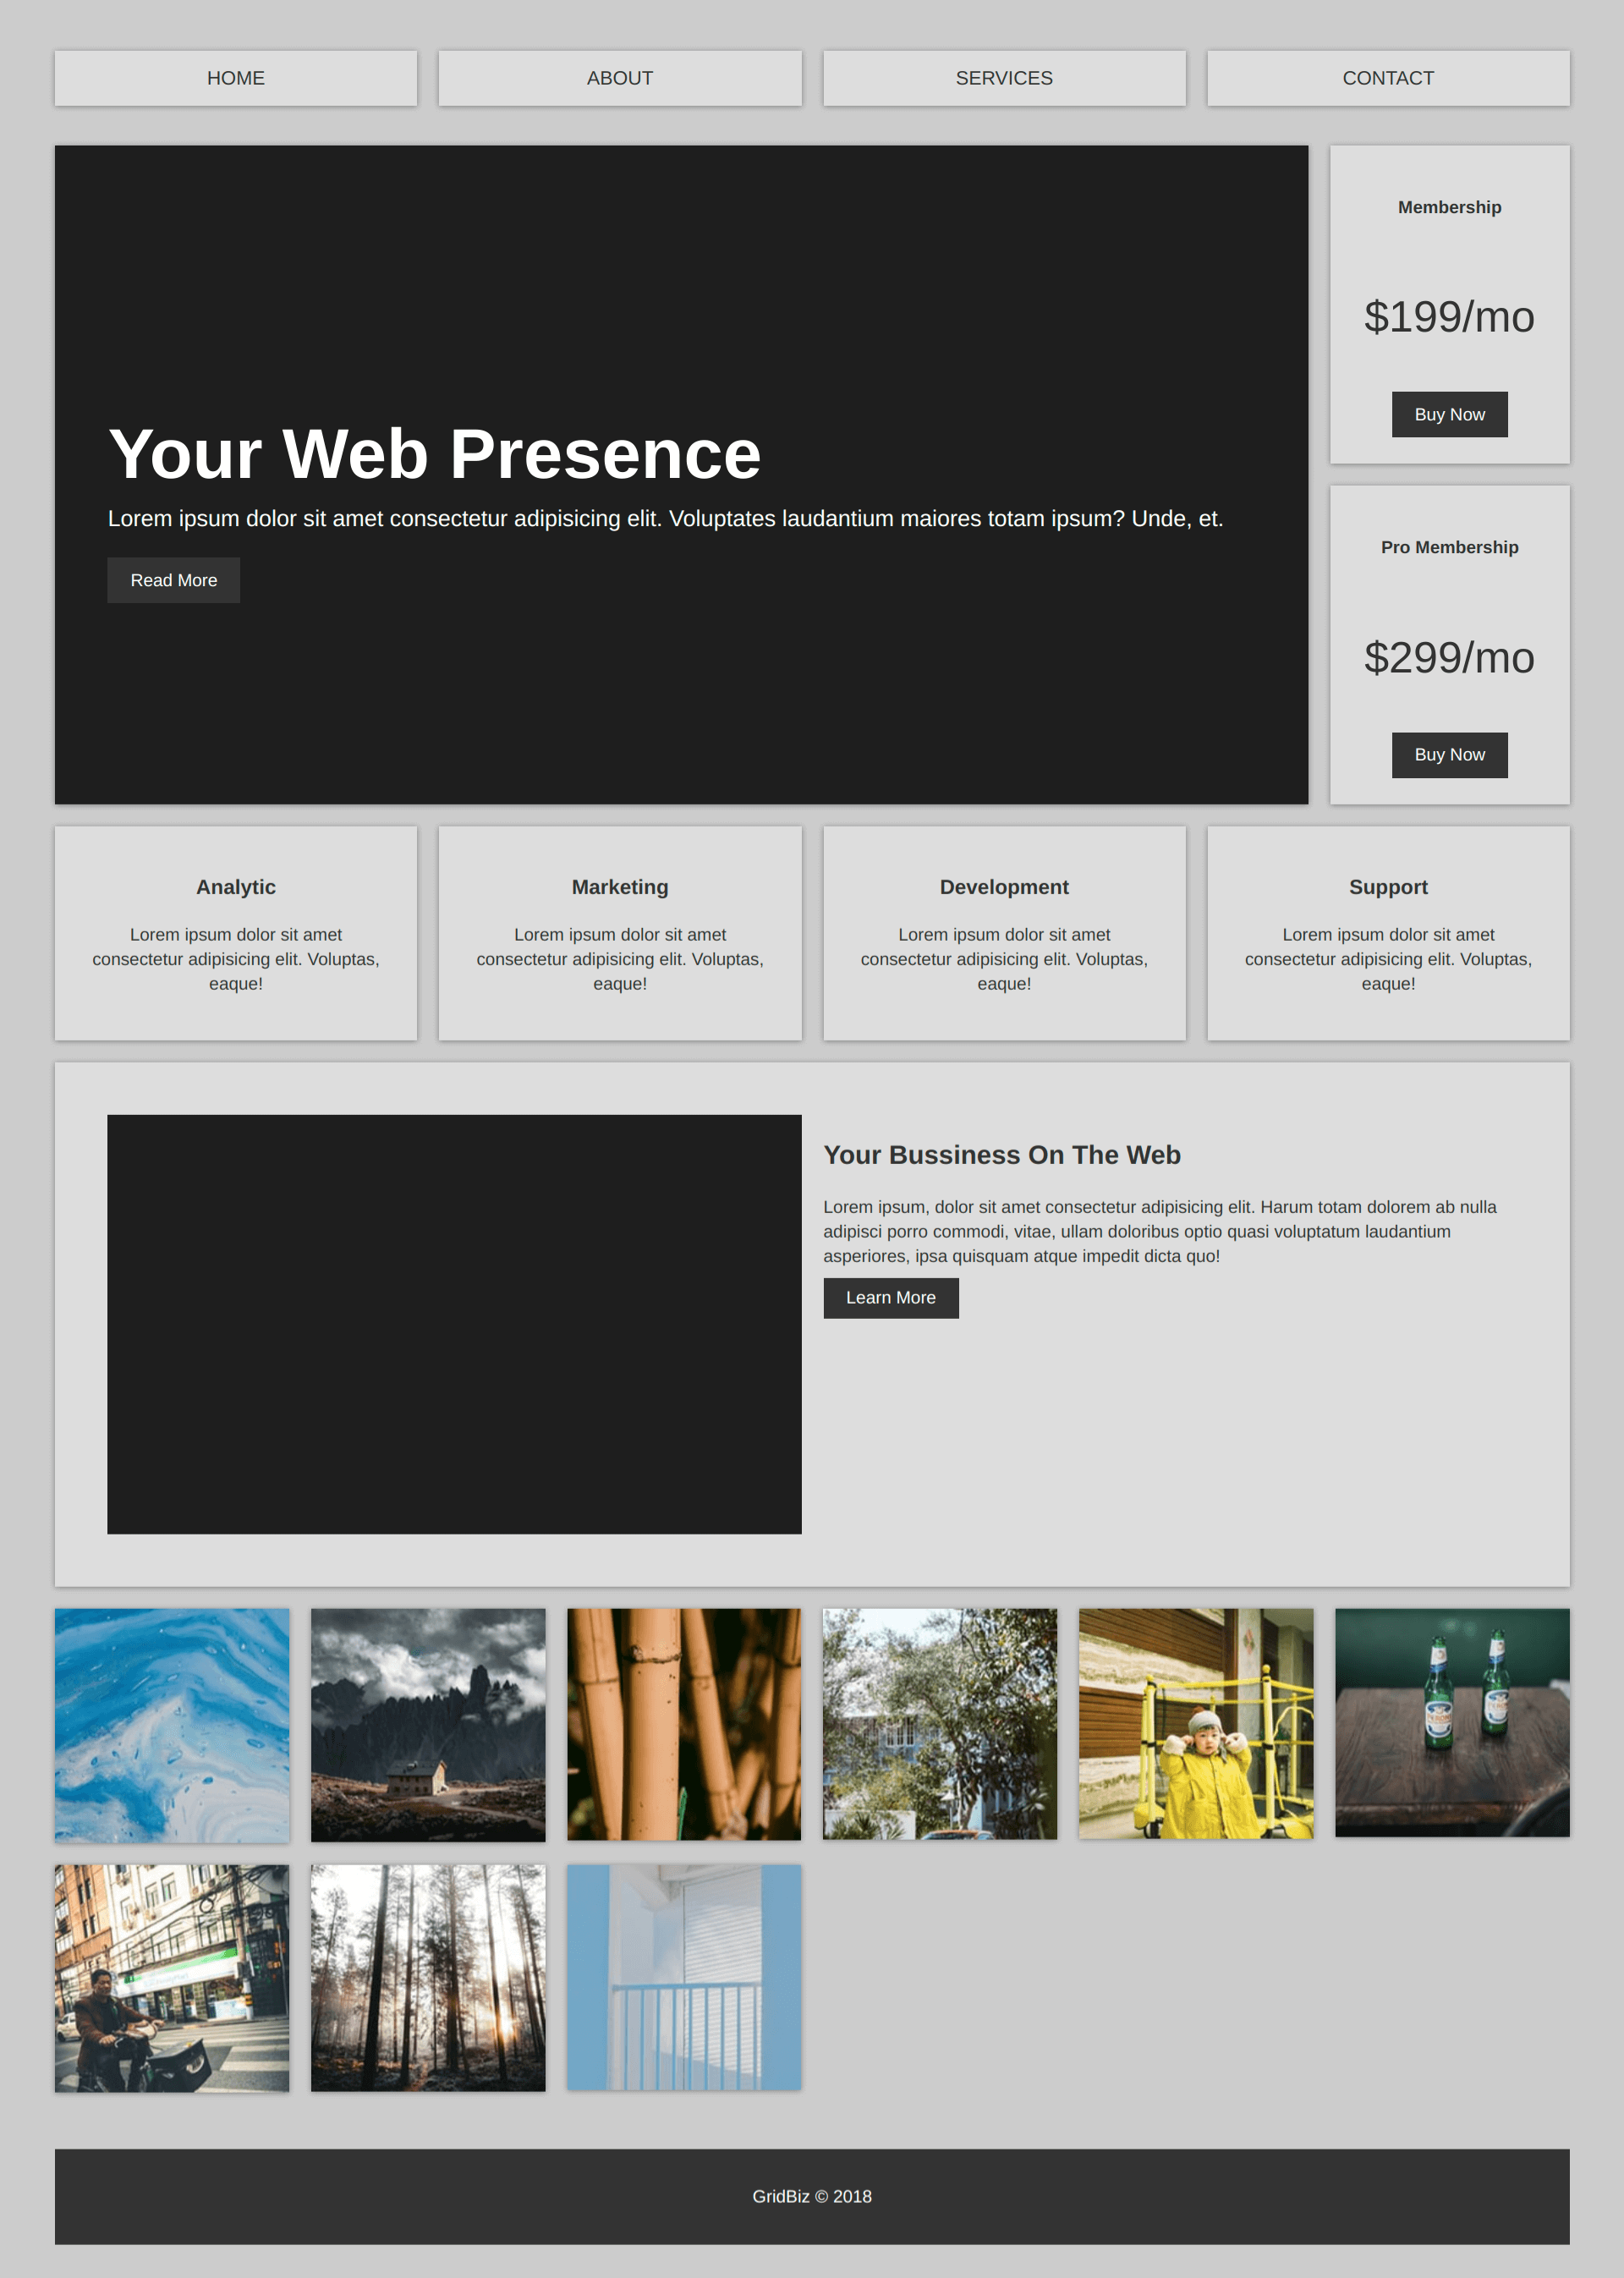 HOME
ABOUT
SERVICES
CONTACT
Your Web Presence
Lorem ipsum dolor sit amet consectetur adipisicing elit. Voluptates laudantium maiores totam ipsum? Unde, et.
Read More
Membership
$199/mo
Buy Now
Pro Membership
$299/mo
Buy Now
Analytic
Lorem ipsum dolor sit amet
consectetur adipisicing elit. Voluptas,
eaque!
Marketing
Lorem ipsum dolor sit amet
consectetur adipisicing elit. Voluptas,
eaque!
Development
Lorem ipsum dolor sit amet
consectetur adipisicing elit. Voluptas,
eaque!
Support
Lorem ipsum dolor sit amet
consectetur adipisicing elit. Voluptas,
eaque!
Your Bussiness On The Web
Lorem ipsum, dolor sit amet consectetur adipisicing elit. Harum totam dolorem ab nulla
adipisci porro commodi, vitae, ullam doloribus optio quasi voluptatum laudantium
asperiores, ipsa quisquam atque impedit dicta quo!
Learn More
GridBiz © 2018